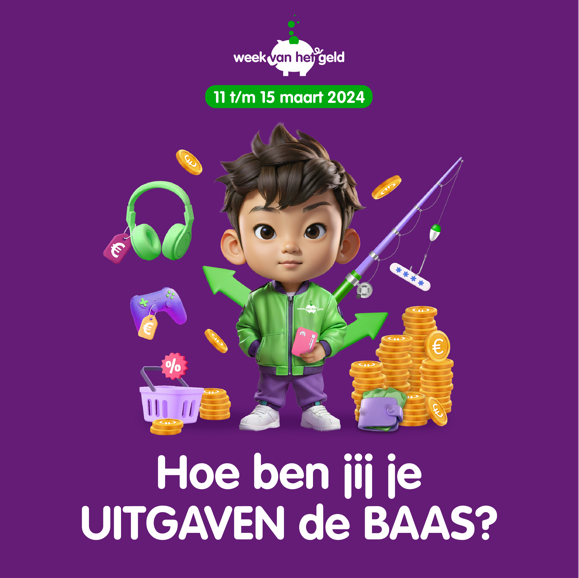 week van het geld
11 t/m 15 maart 2024
€
€
%
€
****
Hoe ben jij je
UITGAVEN de BAAS?